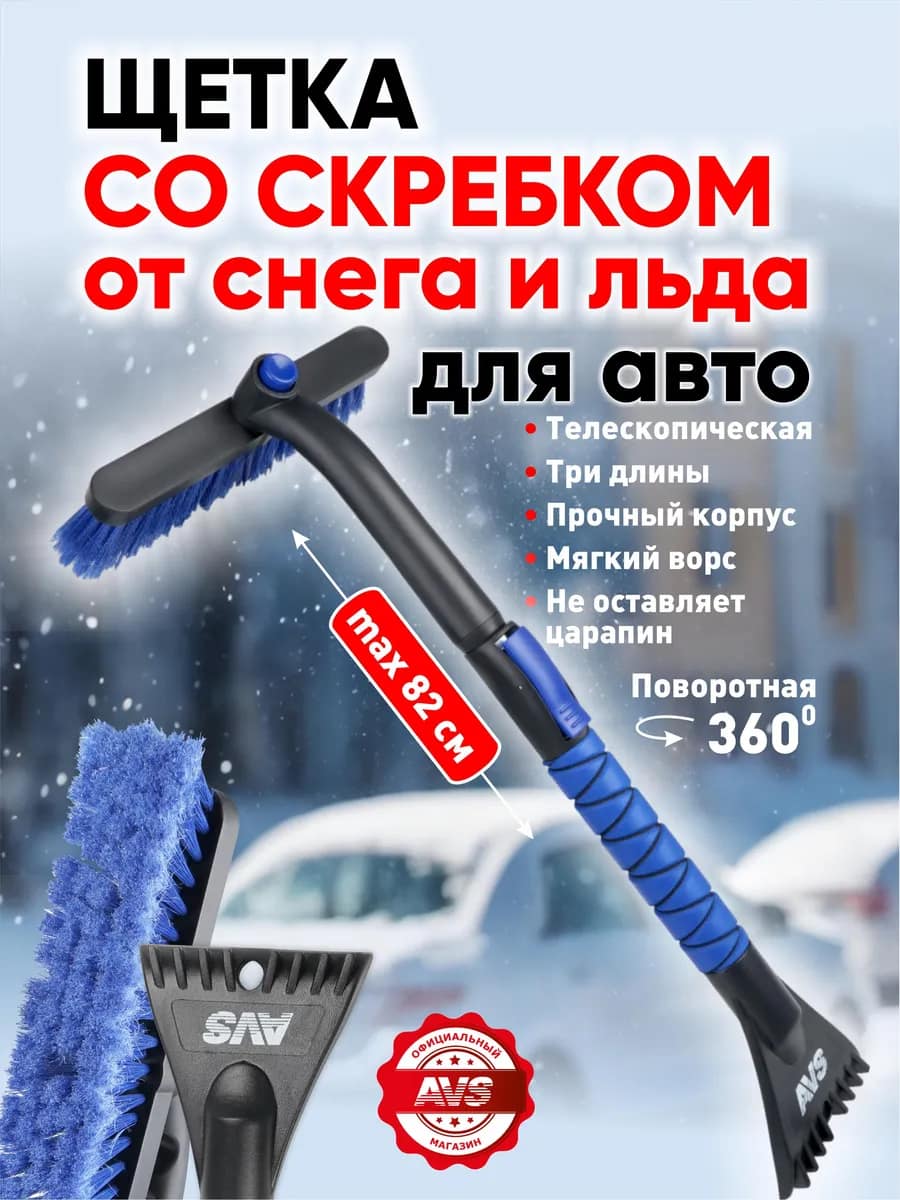 ЩЕТКА
СО СКРЕБКОМ
от снега и льда
для авто
• Телескопическая
• Три длины
• Прочный корпус
• Мягкий ворс
• Не оставляет
царапин
max 82 см
Поворотная
360⁰
AVS
AVS
ОФИЦИАЛЬНЫЙ
AVS
МАГАЗИН